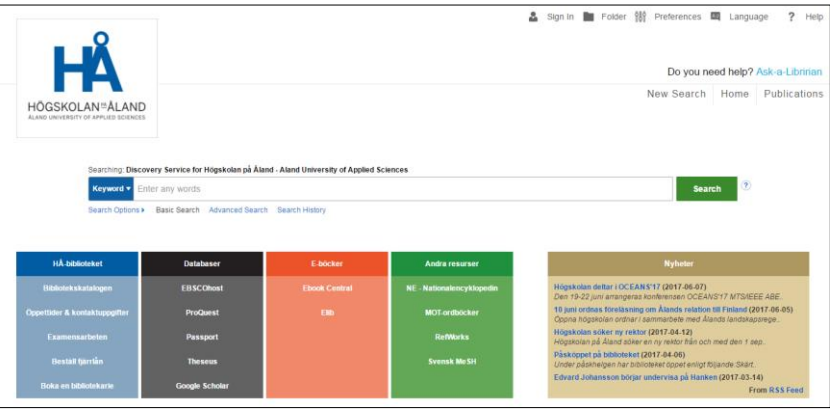 Sign In Folder Preferences Language ? Help
HÅ
HÖGSKOLAN PÅ ÅLAND
ÅLAND UNIVERSITY OF APPLIED SCIENCES
Do you need help? Ask-a-Libririan
New Search Home Publications
Searching: Discovery Service for Högskolan på Åland - Aland University of Applied Sciences
Keyword Enter any words Search ?
Search Options Basic Search Advanced Search Search History
HÅ-biblioteket Databaser E-böcker Andra resurser Nyheter
Bibliotekskatalogen EBSCOhost Ebook Central NE - Nationalencyklopedin
Öppettider & kontaktuppgifter ProQuest Elib MOT-ordböcker
Examensarbeten Passport RefWorks
Beställ fjärrlån Theseus Svensk MeSH
Boka en bibliotekarie Google Scholar
Högskolan deltar i OCEANS'17 (2017-06-07)
Den 19-22 juni arrangeras konferensen OCEANS'17 MTS/IEEE ABE..
10 juni ordnas föreläsning om Ålands relation till Finland (2017-06-05)
Öppna högskolan ordnar i sammarbete med Ålands landskapsrege..
Högskolan söker ny rektor (2017-04-12)
Högskolan på Åland söker en ny rektor från och med den 1 sep..
Påsköppet på biblioteket (2017-04-06)
Under påskhelgen har biblioteket öppet enligt följande Skärt..
Edvard Johansson börjar undervisa på Hanken (2017-03-14)
From RSS Feed